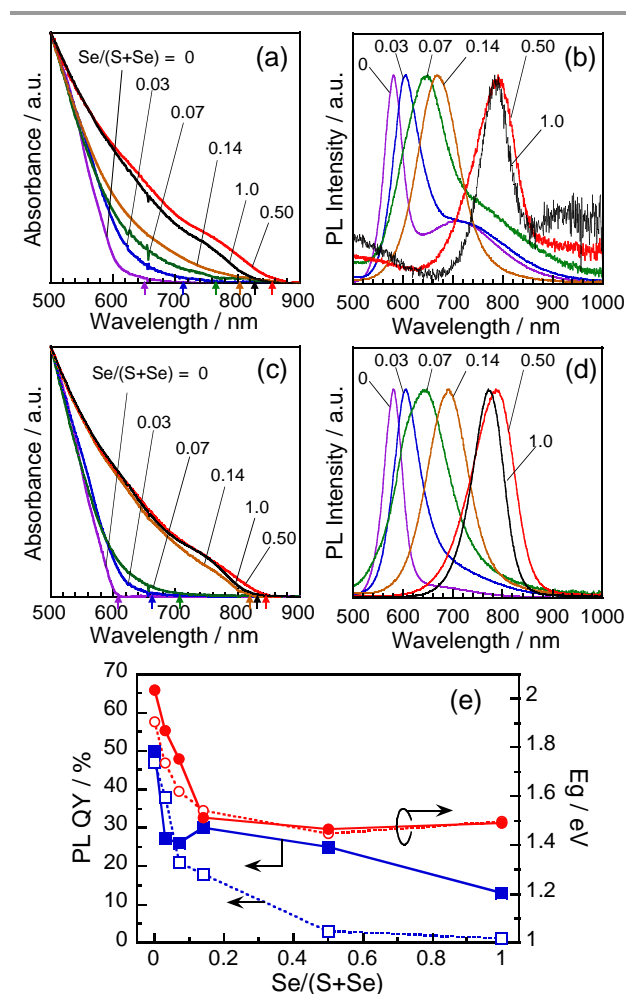 Se/(S+Se) = 0
(a)
0.03
0.07
0.14
1.0
0.50
Absorbance / a.u.
500 600 700 800 900
Wavelength / nm
0 0.03 0.07 0.14 0.50
(b)
1.0
PL Intensity / a.u.
500 600 700 800 900 1000
Wavelength / nm
Se/(S+Se) = 0
(c)
0.03
0.07
0.14
1.0
0.50
Absorbance / a.u.
500 600 700 800 900
Wavelength / nm
0 0.03 0.07 0.14 0.50
(d)
1.0
PL Intensity / a.u.
500 600 700 800 900 1000
Wavelength / nm
(e)
PL QY / %
70
60
50
40
30
20
10
0
2
1.8
1.6
1.4
1.2
1
Eg / eV
0 0.2 0.4 0.6 0.8 1
Se/(S+Se)